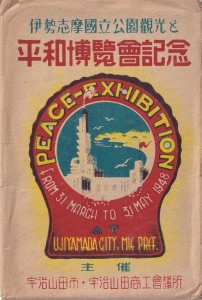 伊勢志摩國立公園観光と
平和博覧會記念
PEACE-EXHIBITION
FROM 31 MARCH TO 31 MAY 1948
AT
UJIYAMADA CITY, MIE PREF.
主催
宇治山田市・宇治山田商工會議所